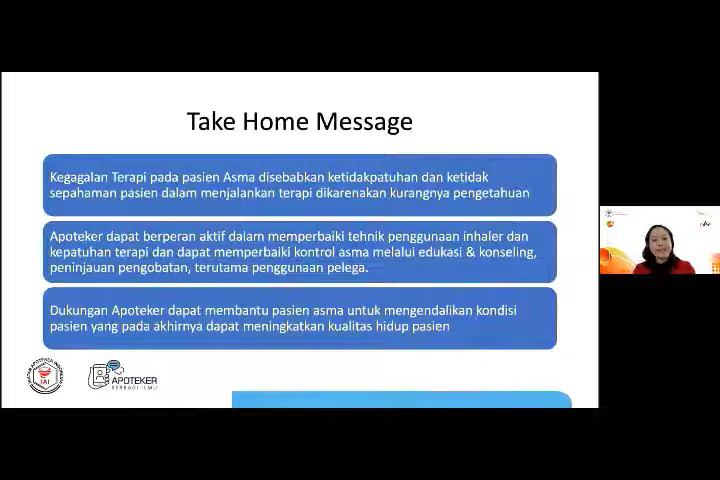 Take Home Message
Kegagalan Terapi pada pasien Asma disebabkan ketidakpatuhan dan ketidak
sepahaman pasien dalam menjalankan terapi dikarenakan kurangnya pengetahuan
Apoteker dapat berperan aktif dalam memperbaiki tehnik penggunaan inhaler dan
kepatuhan terapi dan dapat memperbaiki kontrol asma melalui edukasi & konseling,
peninjauan pengobatan, terutama penggunaan pelega.
Dukungan Apoteker dapat membantu pasien asma untuk mengendalikan kondisi
pasien yang pada akhirnya dapat meningkatkan kualitas hidup pasien
IAI
APOTEKER
BERBAGI ILMU